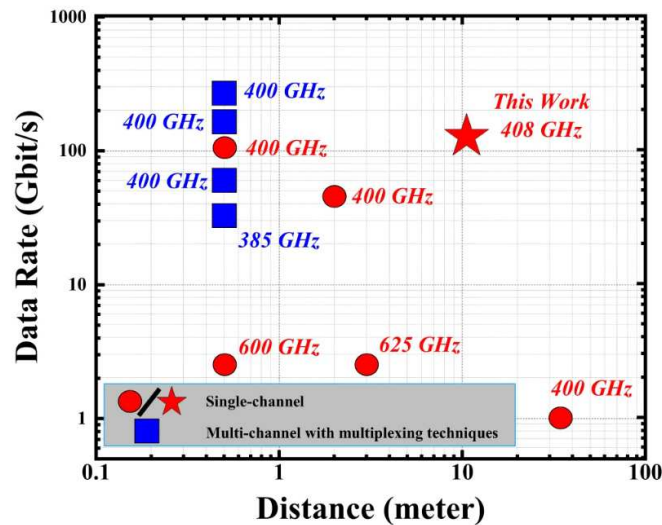 1000
100
10
1
0.1
1
10
100
Data Rate (Gbit/s)
Distance (meter)
400 GHz
400 GHz
400 GHz
400 GHz
385 GHz
400 GHz
This Work
408 GHz
600 GHz
625 GHz
400 GHz
Single-channel
Multi-channel with multiplexing techniques